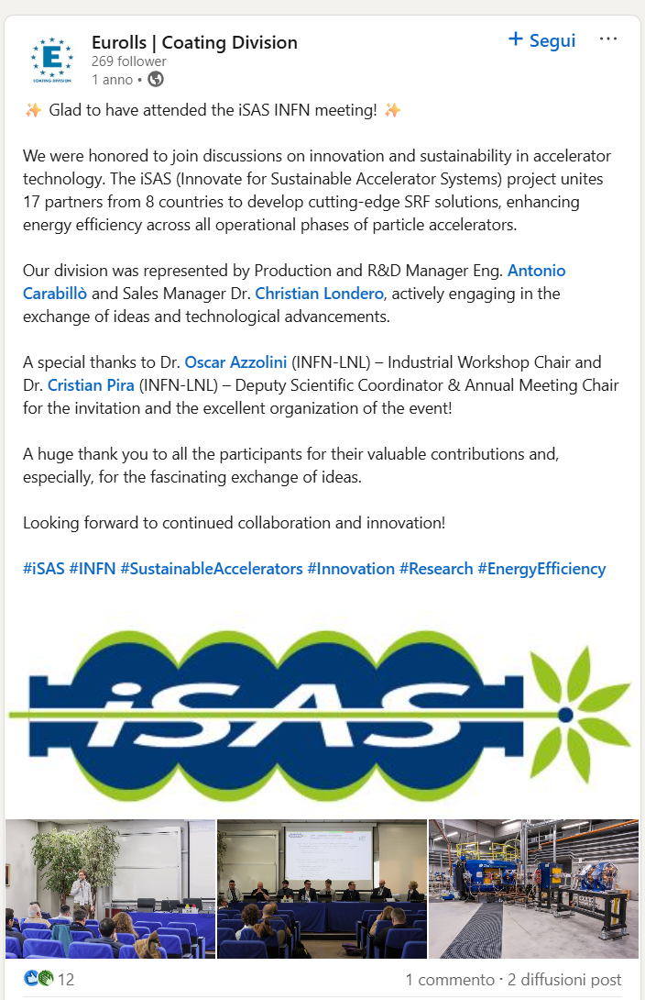 Eurolls | Coating Division
+ Segui
269 follower
1 anno •
E
COATING DIVISION
✨ Glad to have attended the iSAS INFN meeting! ✨
We were honored to join discussions on innovation and sustainability in accelerator
technology. The iSAS (Innovate for Sustainable Accelerator Systems) project unites
17 partners from 8 countries to develop cutting-edge SRF solutions, enhancing
energy efficiency across all operational phases of particle accelerators.
Our division was represented by Production and R&D Manager Eng. Antonio
Carabillò and Sales Manager Dr. Christian Londero, actively engaging in the
exchange of ideas and technological advancements.
A special thanks to Dr. Oscar Azzolini (INFN-LNL) – Industrial Workshop Chair and
Dr. Cristian Pira (INFN-LNL) – Deputy Scientific Coordinator & Annual Meeting Chair
for the invitation and the excellent organization of the event!
A huge thank you to all the participants for their valuable contributions and,
especially, for the fascinating exchange of ideas.
Looking forward to continued collaboration and innovation!
#iSAS #INFN #SustainableAccelerators #Innovation #Research #EnergyEfficiency
iSAS
12
1 commento · 2 diffusioni post